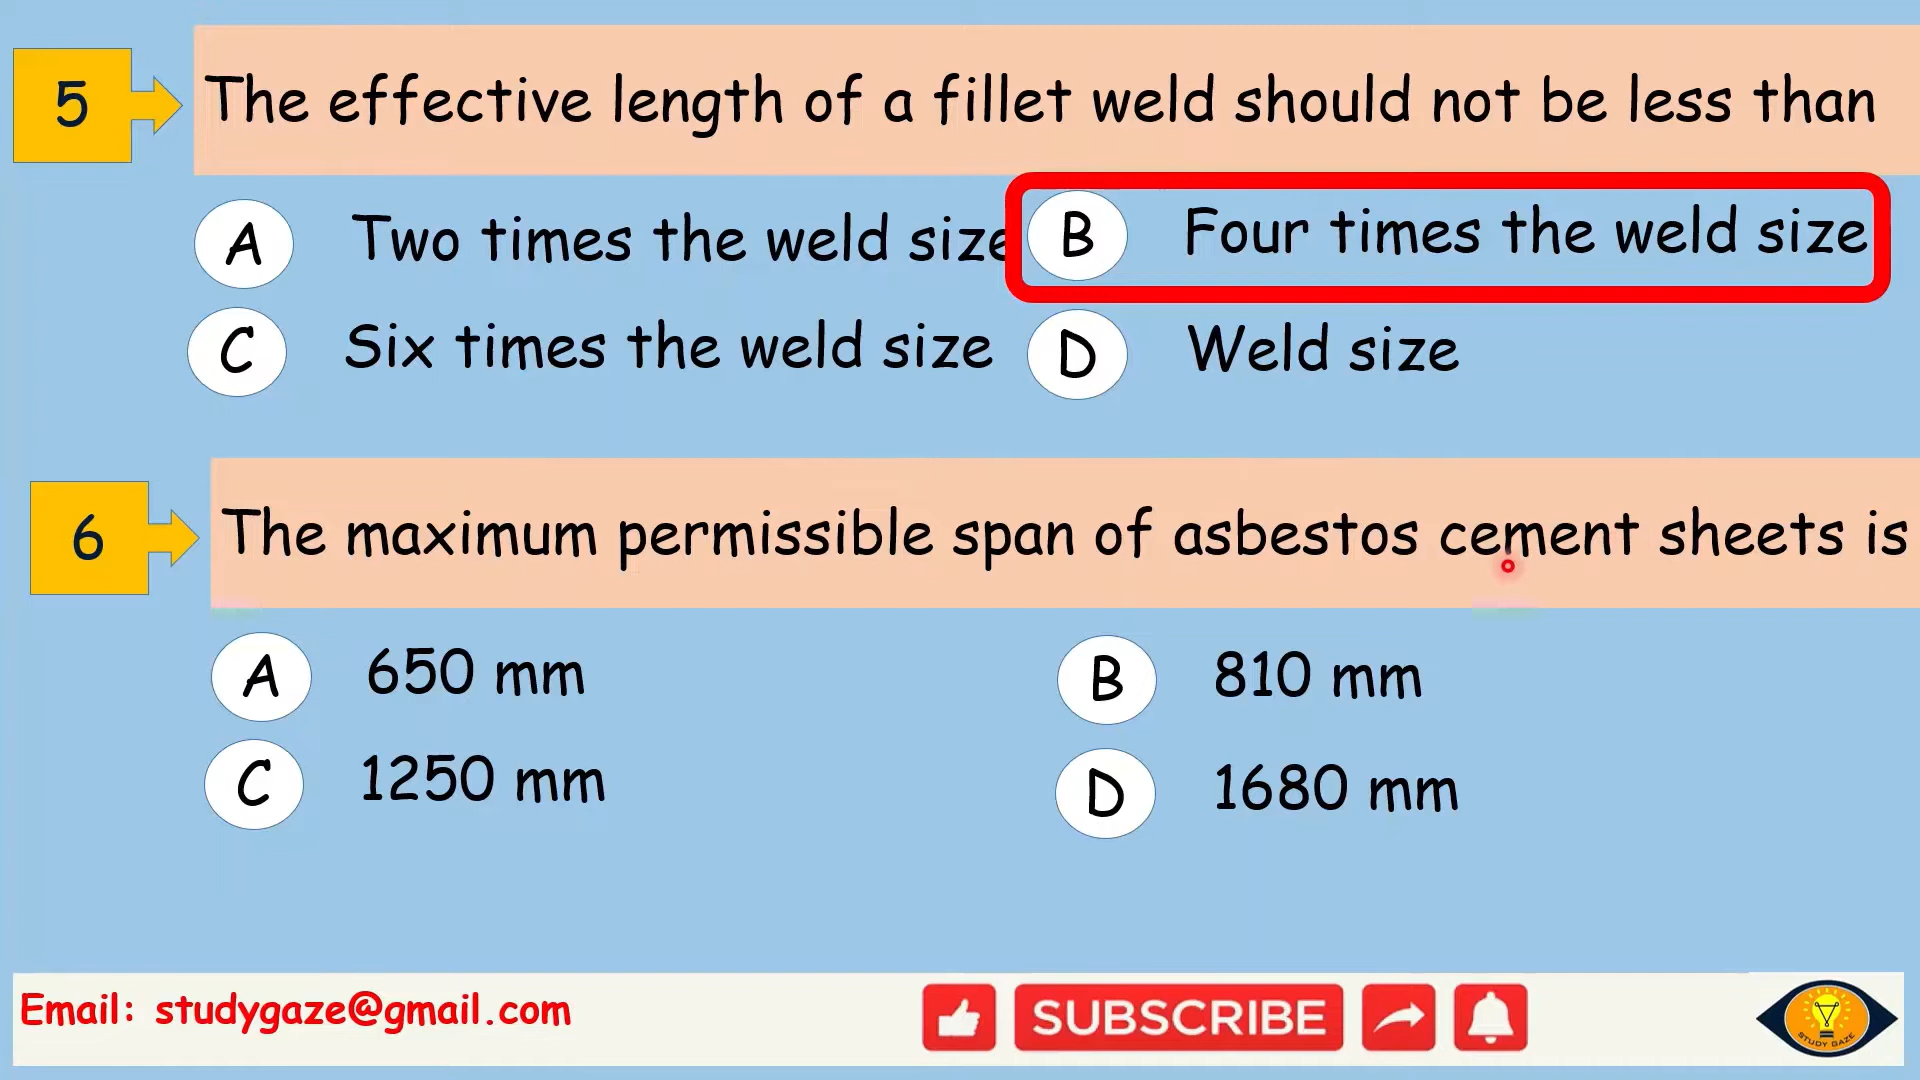 5 The effective length of a fillet weld should not be less than
A Two times the weld size B Four times the weld size
C Six times the weld size D Weld size
6 The maximum permissible span of asbestos cement sheets is
A 650 mm B 810 mm
C 1250 mm D 1680 mm
Email: studygaze@gmail.com SUBSCRIBE STUDY GAZE